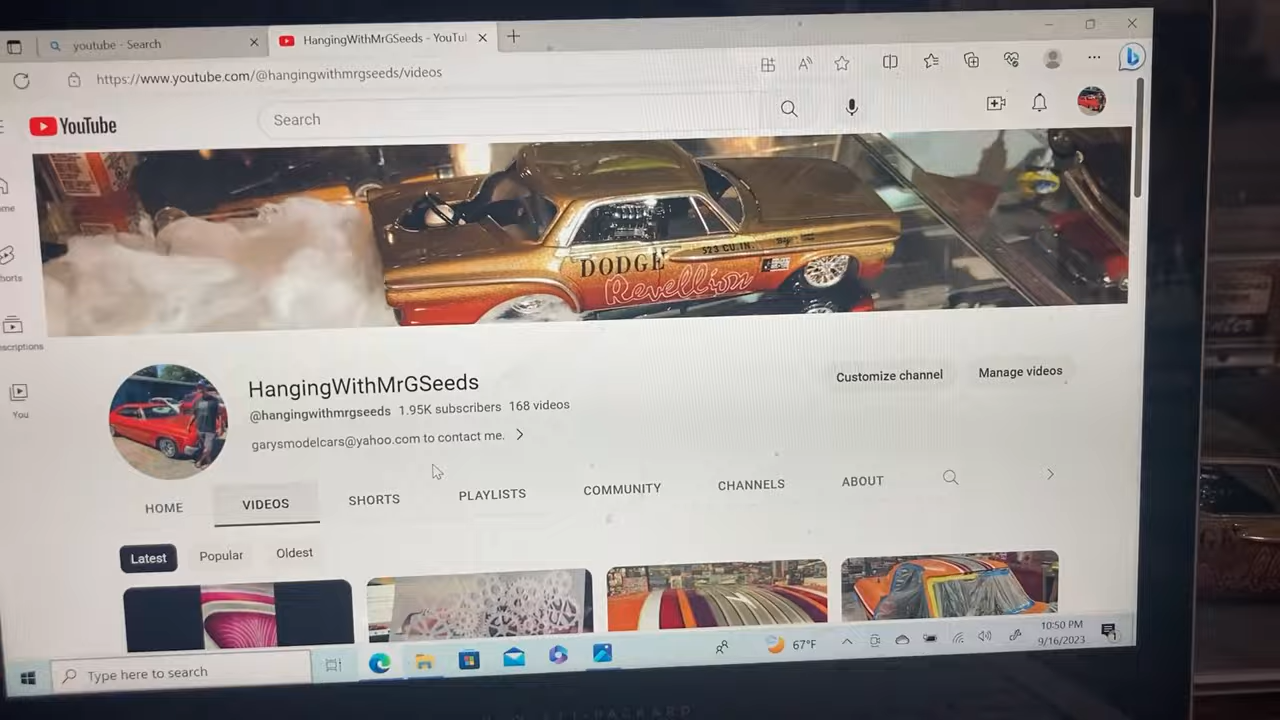 youtube - Search
HangingWithMrGSeeds - YouTu
https://www.youtube.com/@hangingwithmrgseeds/videos
YouTube
Search
523 CU.IN.
DODGE
Revellion
ome
horts
scriptions
You
HangingWithMrGSeeds
@hangingwithmrgseeds 1.95K subscribers 168 videos
garysmodelcars@yahoo.com to contact me.
Customize channel
Manage videos
HOME
VIDEOS
SHORTS
PLAYLISTS
COMMUNITY
CHANNELS
ABOUT
Latest
Popular
Oldest
Type here to search
67°F
10:50 PM
9/16/2023
1